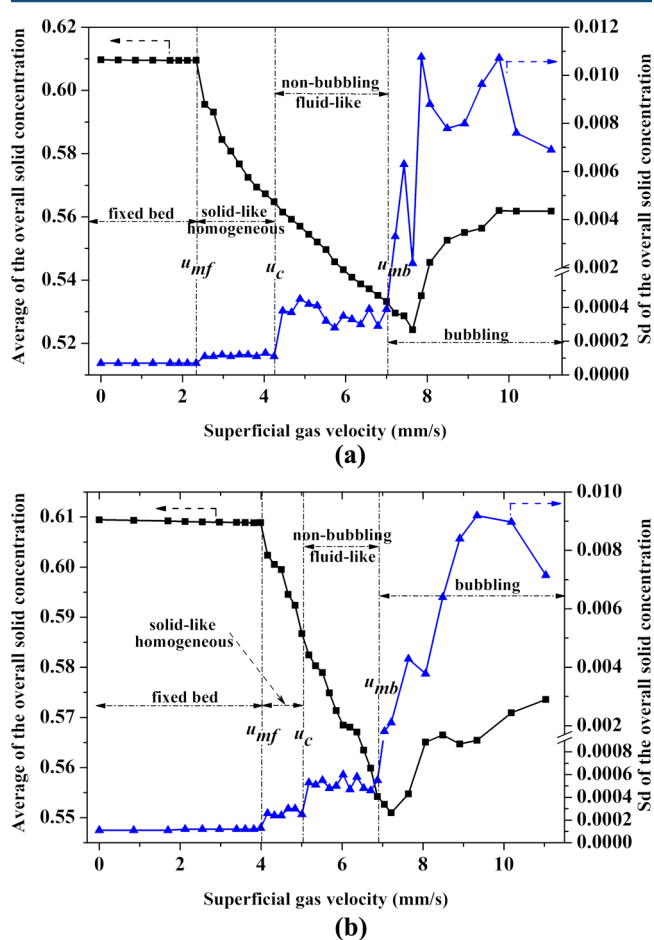 Average of the overall solid concentration
0.61
0.60
0.58
0.57
0.56
0.54
0.53
0.52
0.012
0.010
0.008
0.006
0.004
0.002
0.0004
0.0002
0.0000
Sd of the overall solid concentration
non-bubbling
fluid-like
fixed bed
solid-like
homogeneous
u_mf
u_c
u_mb
bubbling
0 2 4 6 8 10
Superficial gas velocity (mm/s)
(a)
Average of the overall solid concentration
0.61
0.60
0.59
0.58
0.57
0.56
0.55
0.010
0.008
0.006
0.004
0.002
0.0008
0.0006
0.0004
0.0002
0.0000
Sd of the overall solid concentration
non-bubbling
fluid-like
bubbling
solid-like
homogeneous
u_mb
fixed bed
u_mf
u_c
0 2 4 6 8 10
Superficial gas velocity (mm/s)
(b)